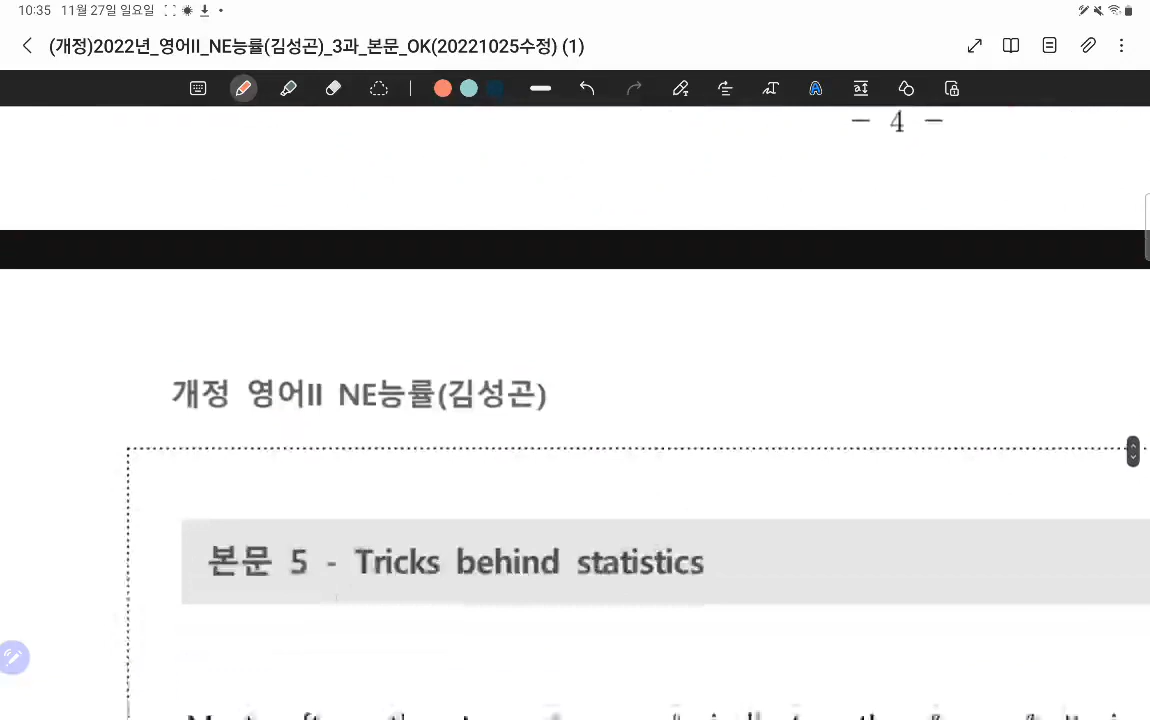 10:35 11월 27일 일요일
(개정)2022년_영어II_NE능률(김성곤)_3과_본문_OK(20221025수정) (1)
- 4 -
개정 영어II NE능률(김성곤)
본문 5 - Tricks behind statistics